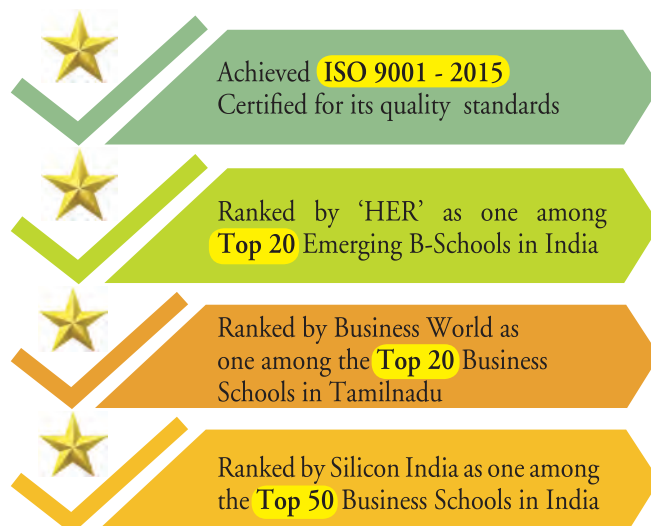 Achieved ISO 9001 - 2015
Certified for its quality standards
Ranked by ‘HER’ as one among
Top 20 Emerging B-Schools in India
Ranked by Business World as
one among the Top 20 Business
Schools in Tamilnadu
Ranked by Silicon India as one among
the Top 50 Business Schools in India